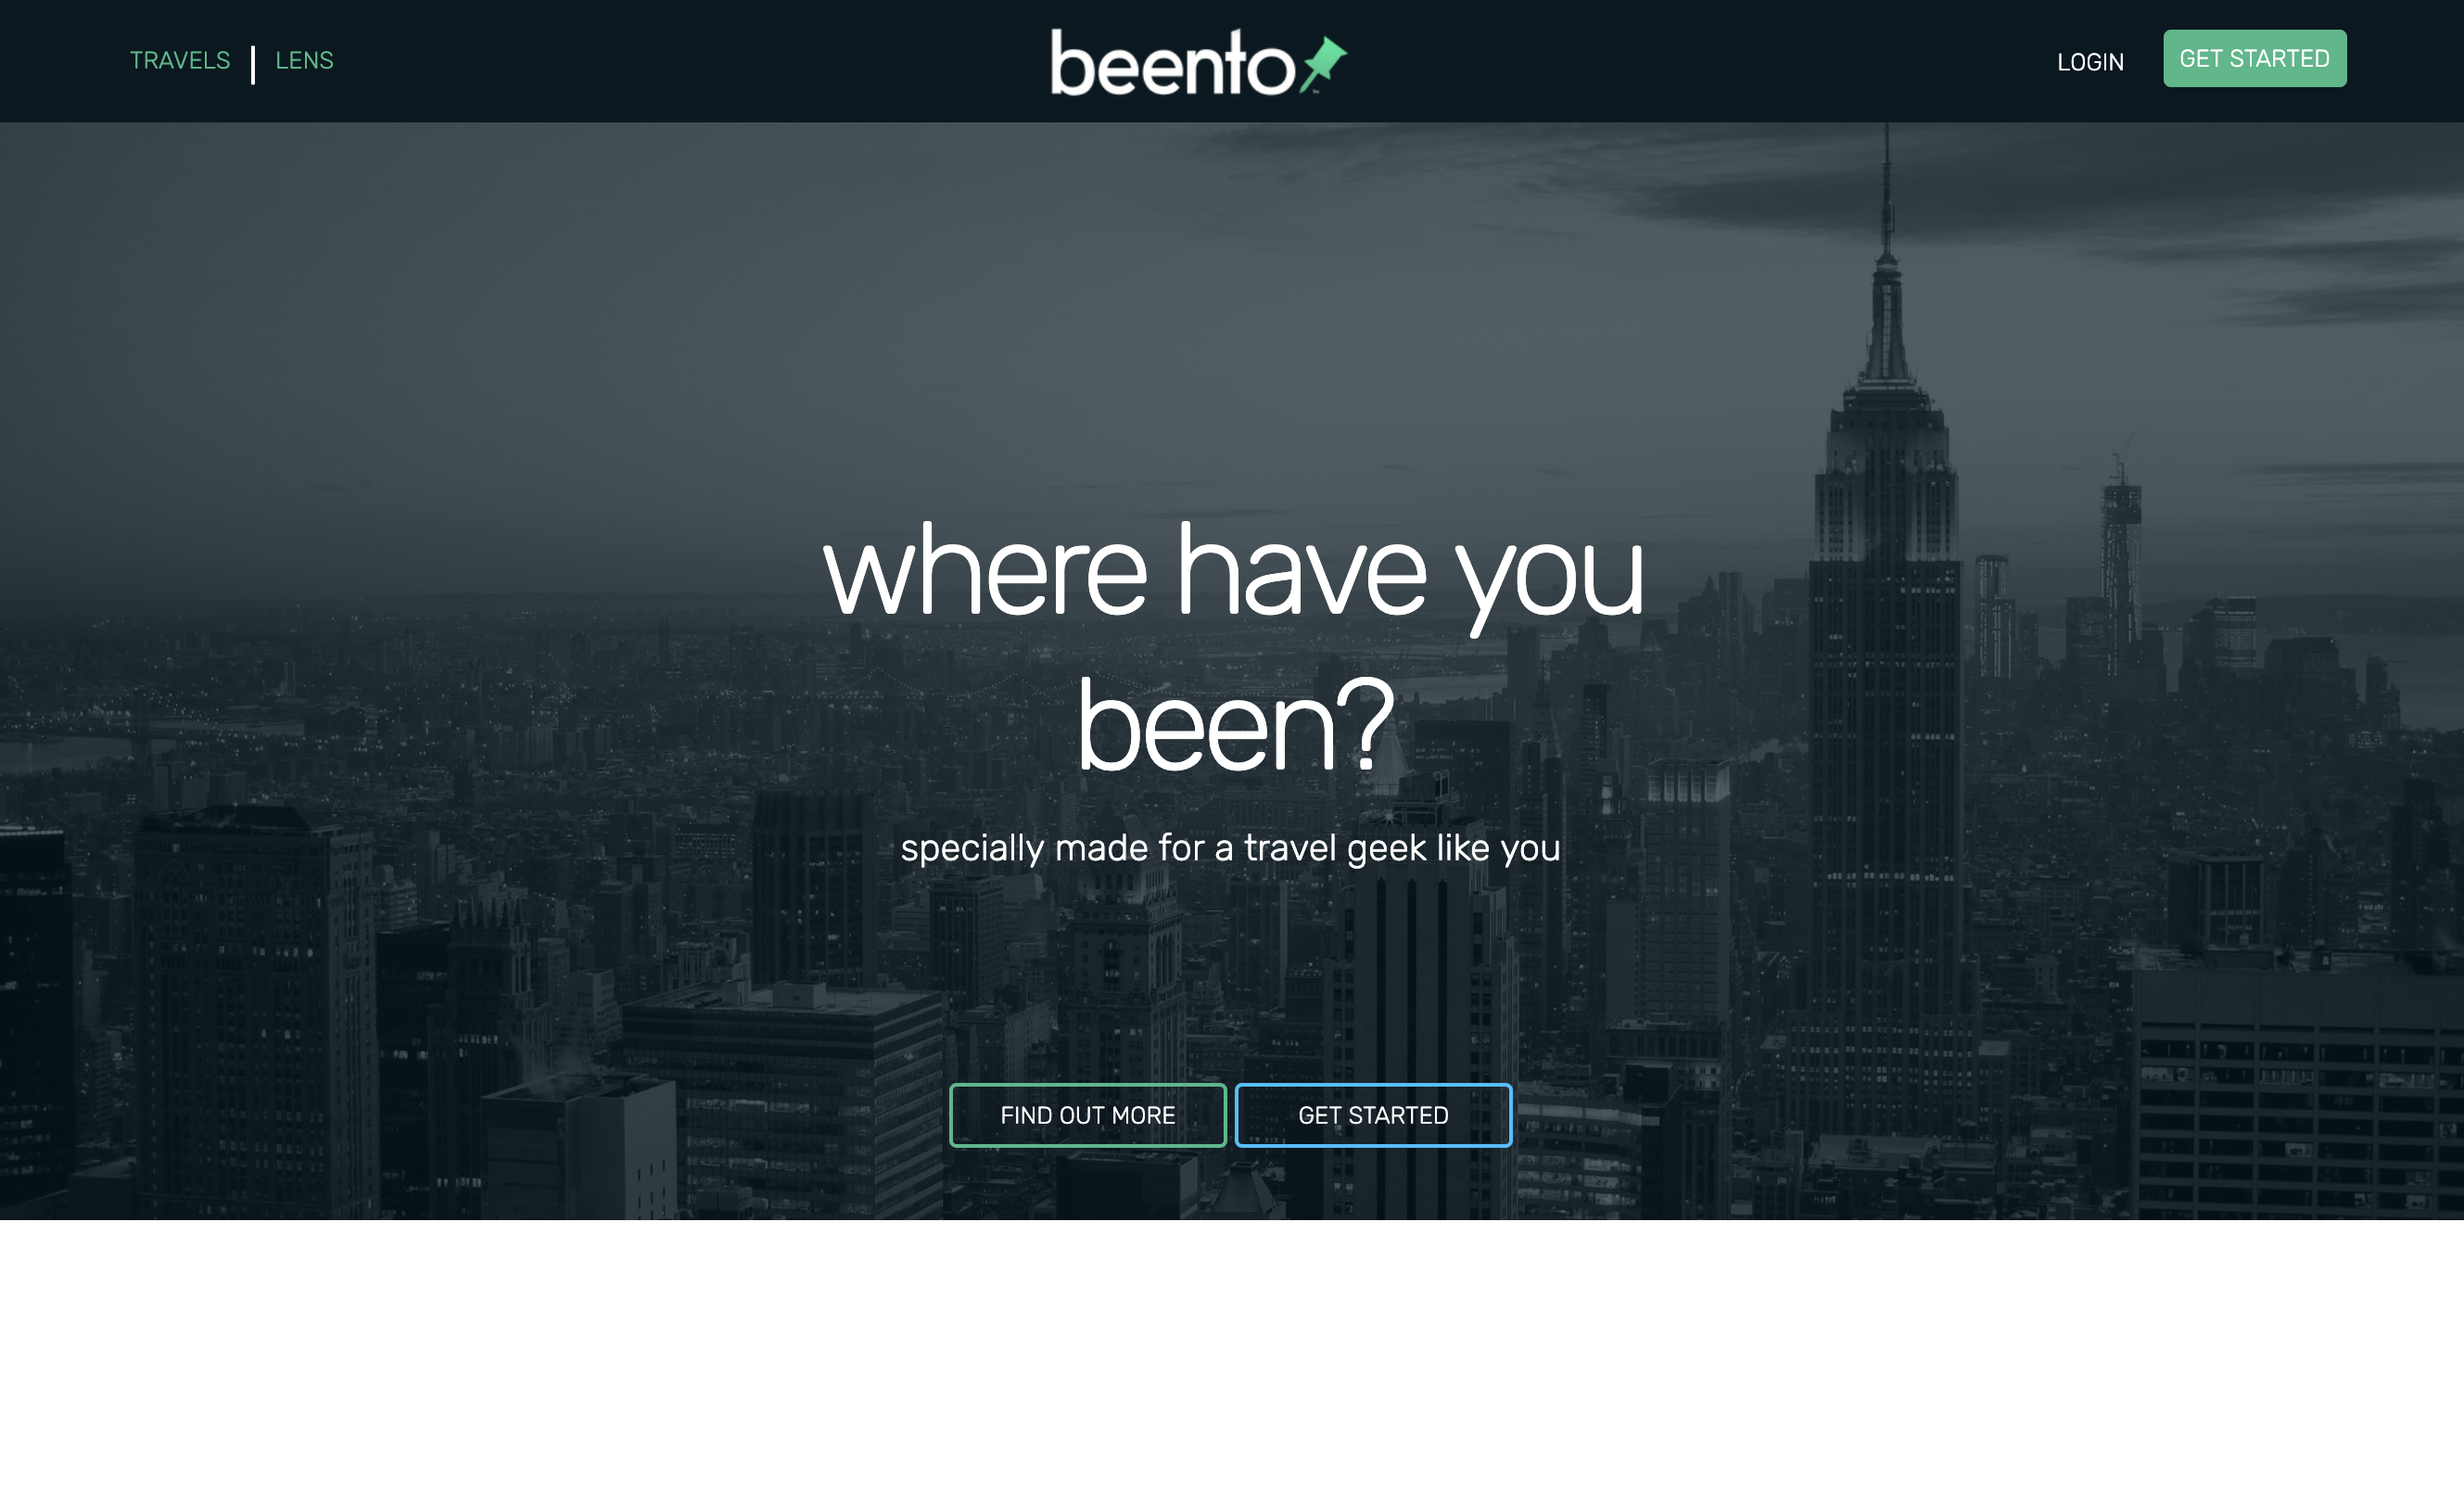 TRAVELS | LENS
beento
LOGIN
GET STARTED
where have you
been?
specially made for a travel geek like you
FIND OUT MORE
GET STARTED